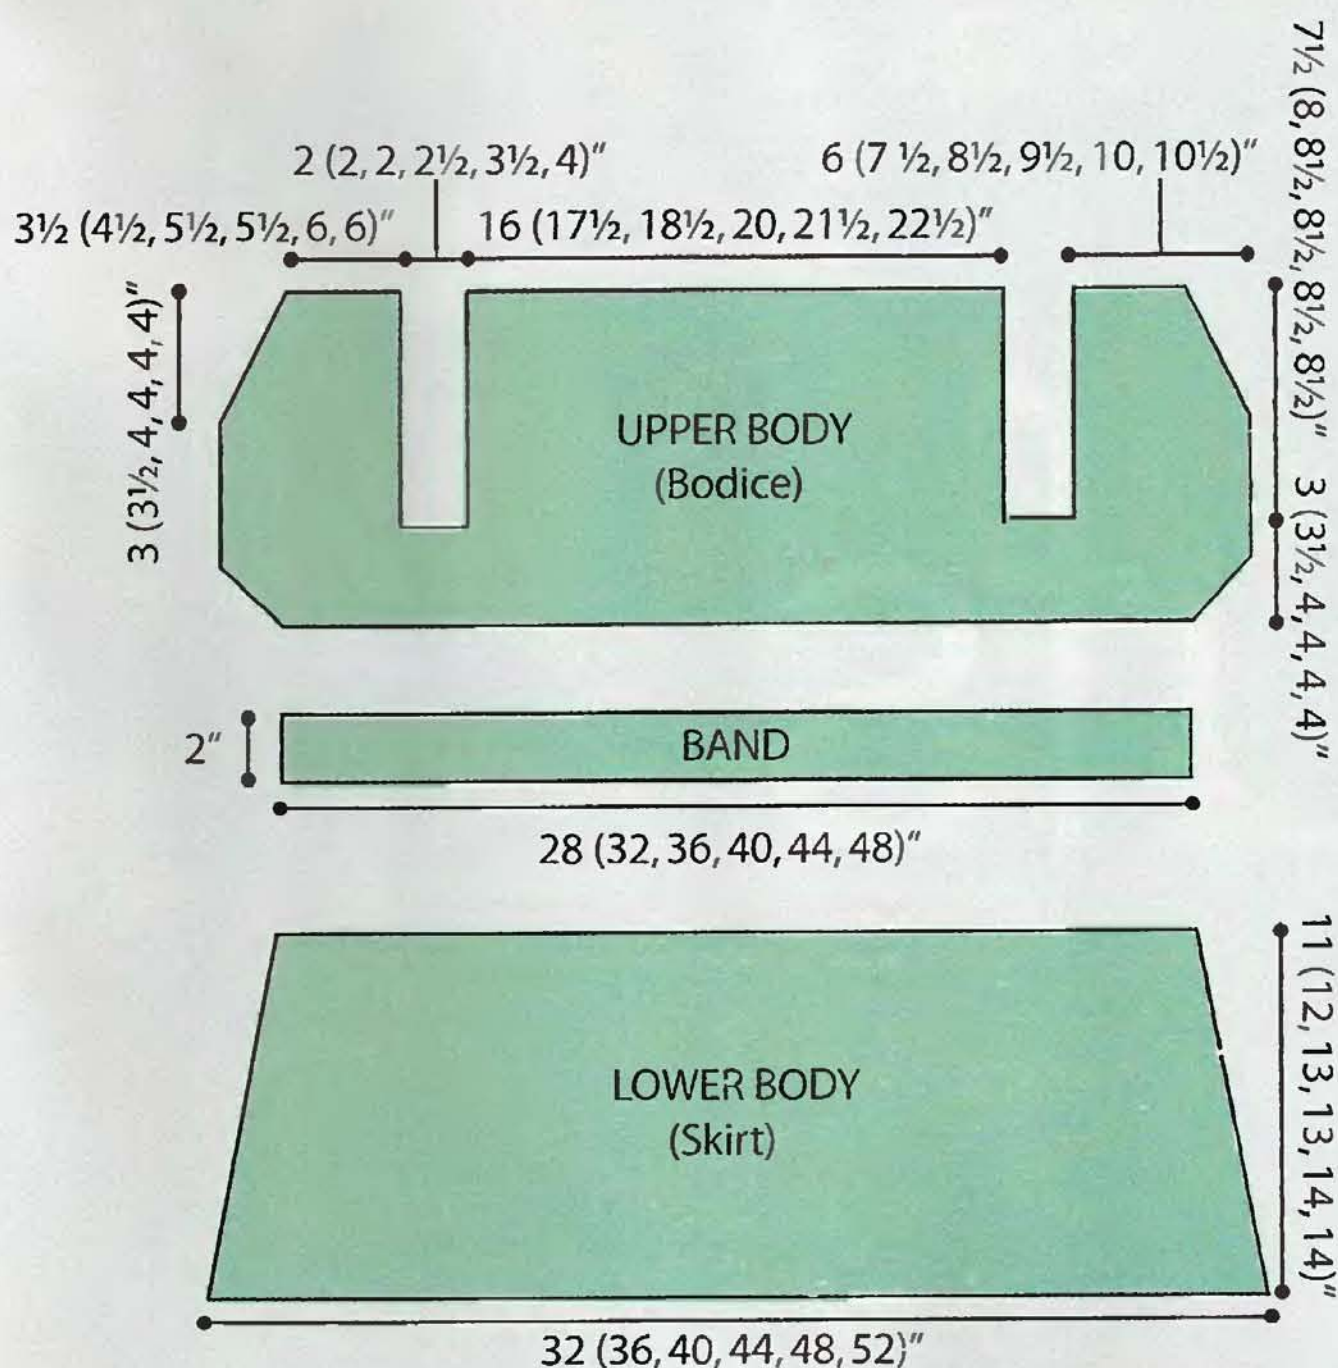 2 (2, 2, 2½, 3½, 4)"
6 (7 ½, 8½, 9½, 10, 10½)"
3½ (4½, 5½, 5½, 6, 6)"
16 (17½, 18½, 20, 21½, 22½)"
7½ (8, 8½, 8½, 8½, 8½)"
3 (3½, 4, 4, 4, 4)"
UPPER BODY
(Bodice)
3 (3½, 4, 4, 4, 4)"
2"
BAND
28 (32, 36, 40, 44, 48)"
LOWER BODY
(Skirt)
11 (12, 13, 13, 14, 14)"
32 (36, 40, 44, 48, 52)"